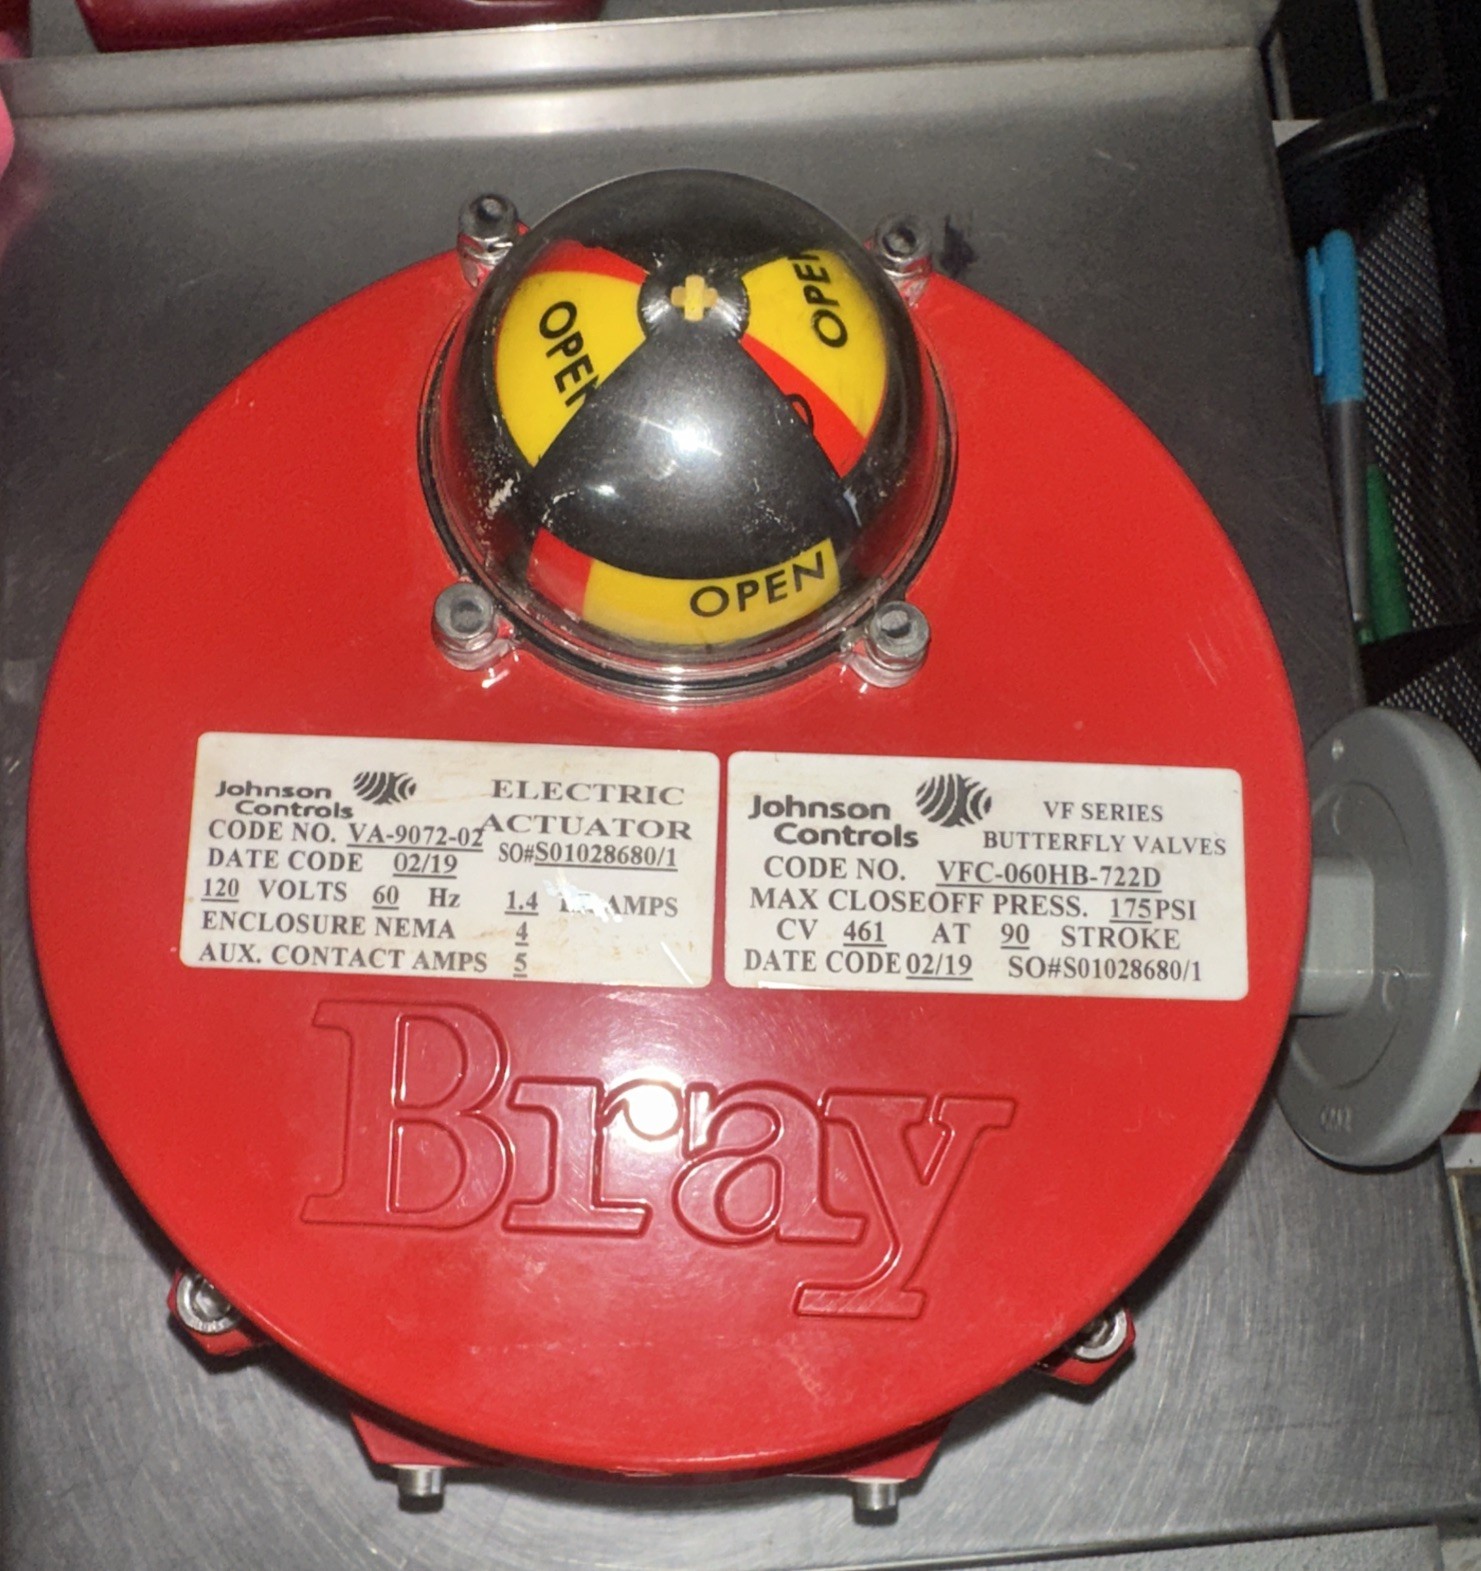 OPEN
OPEN
OPEN
Johnson
Controls
ELECTRIC
ACTUATOR
CODE NO. VA-9072-02
DATE CODE 02/19 SO#S01028680/1
120 VOLTS 60 Hz 1.4 AMPS
ENCLOSURE NEMA 4
AUX. CONTACT AMPS 5
Johnson
Controls
VF SERIES
BUTTERFLY VALVES
CODE NO. VFC-060HB-722D
MAX CLOSEOFF PRESS. 175PSI
CV 461 AT 90 STROKE
DATE CODE 02/19 SO#S01028680/1
Bray